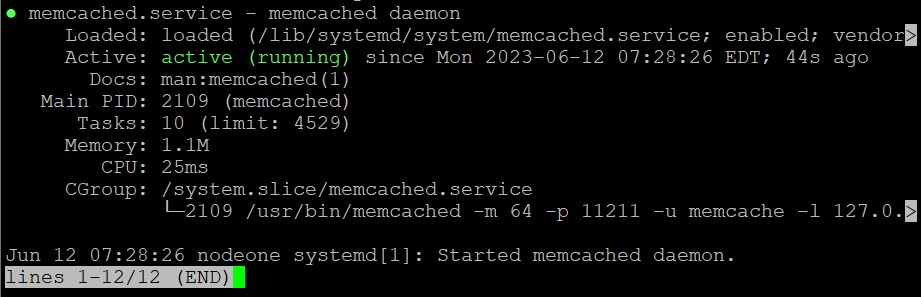 ● memcached.service - memcached daemon
     Loaded: loaded (/lib/systemd/system/memcached.service; enabled; vendor>
     Active: active (running) since Mon 2023-06-12 07:28:26 EDT; 44s ago
       Docs: man:memcached(1)
   Main PID: 2109 (memcached)
      Tasks: 10 (limit: 4529)
     Memory: 1.1M
        CPU: 25ms
     CGroup: /system.slice/memcached.service
             └─2109 /usr/bin/memcached -m 64 -p 11211 -u memcache -l 127.0.>
Jun 12 07:28:26 nodeone systemd[1]: Started memcached daemon.
lines 1-12/12 (END)